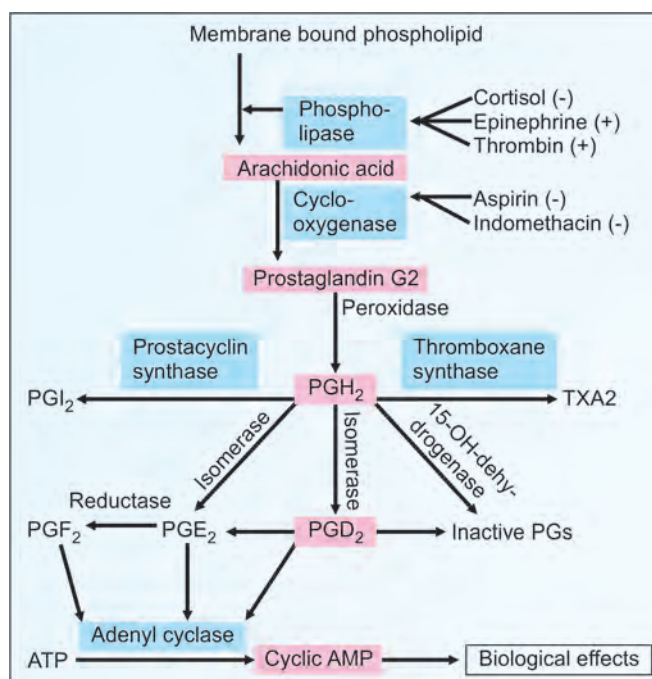 Membrane bound phospholipid
Phospho-
lipase
Cortisol (-)
Epinephrine (+)
Thrombin (+)
Arachidonic acid
Cyclo-
oxygenase
Aspirin (-)
Indomethacin (-)
Prostaglandin G2
Peroxidase
Prostacyclin
synthase
Thromboxane
synthase
PGI₂
PGH₂
TXA2
Isomerase
Isomerase
15-OH-dehy-
drogenase
Reductase
PGF₂
PGE₂
PGD₂
Inactive PGs
Adenyl cyclase
ATP
Cyclic AMP
Biological effects